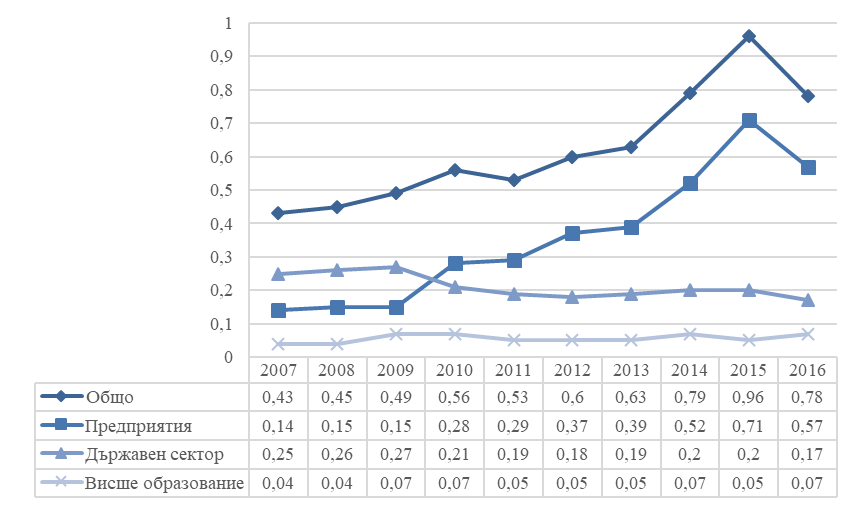 1
0,9
0,8
0,7
0,6
0,5
0,4
0,3
0,2
0,1
0
2007 2008 2009 2010 2011 2012 2013 2014 2015 2016
Общо 0,43 0,45 0,49 0,56 0,53 0,6 0,63 0,79 0,96 0,78
Предприятия 0,14 0,15 0,15 0,28 0,29 0,37 0,39 0,52 0,71 0,57
Държавен сектор 0,25 0,26 0,27 0,21 0,19 0,18 0,19 0,2 0,2 0,17
Висше образование 0,04 0,04 0,07 0,07 0,05 0,05 0,05 0,07 0,05 0,07